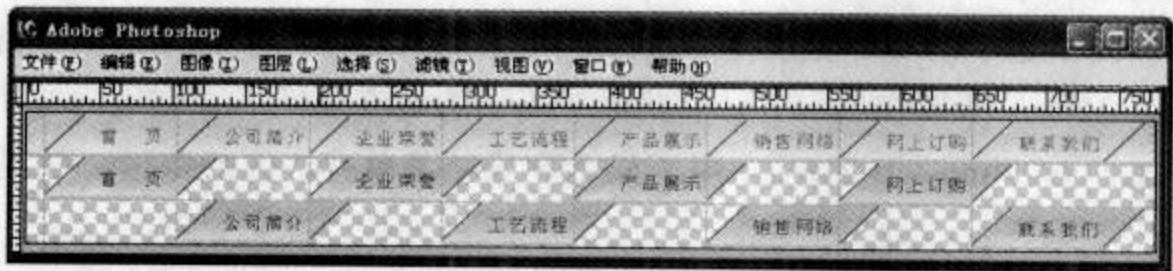 Adobe Photoshop
文件(F) 编辑(E) 图像(I) 图层(L) 选择(S) 滤镜(T) 视图(V) 窗口(W) 帮助(H)
0 50 100 150 200 250 300 350 400 450 500 550 600 650 700 750
首 页 公司简介 企业荣誉 工艺流程 产品展示 销售网络 网上订购 联系我们
首 页 企业荣誉 产品展示 网上订购
公司简介 工艺流程 销售网络 联系我们